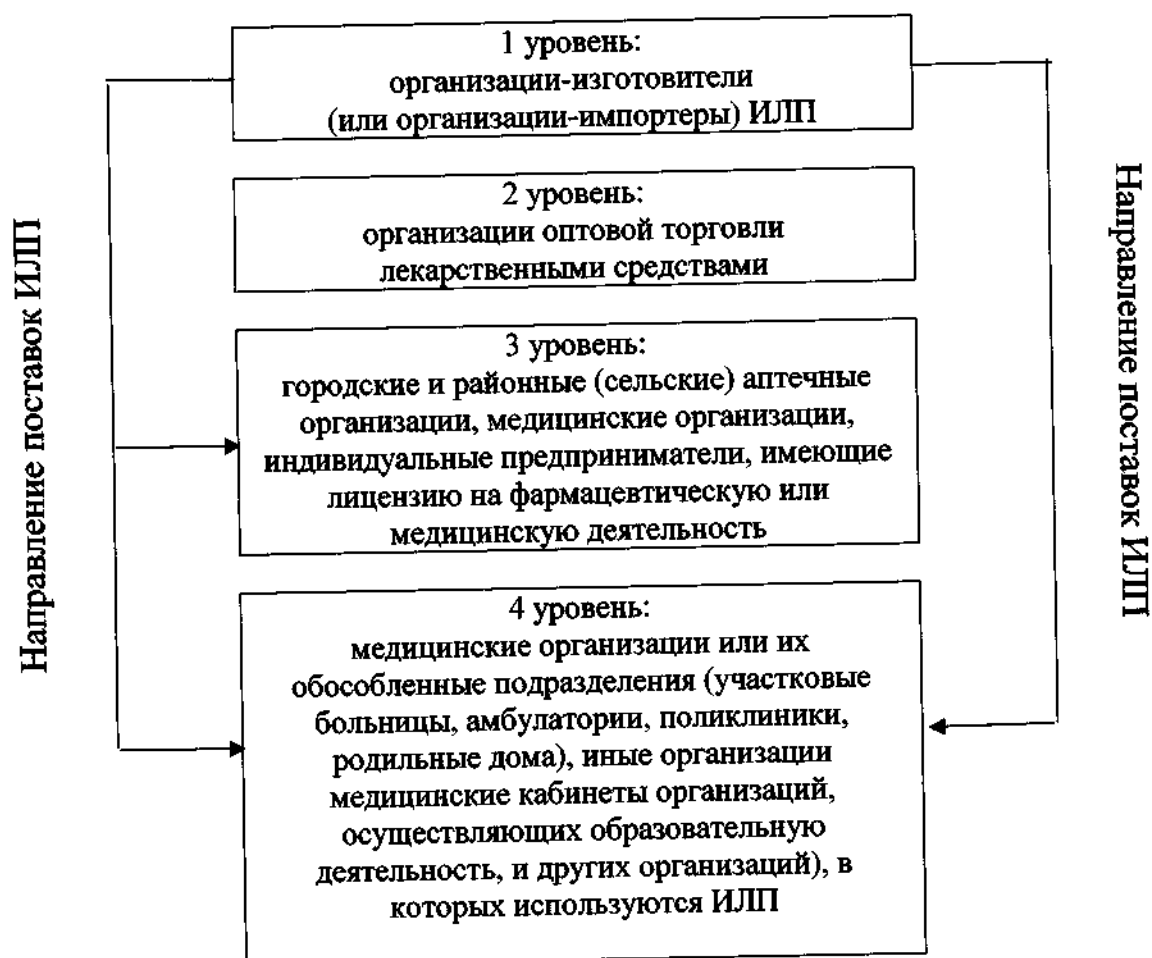 1 уровень:
организации-изготовители
(или организации-импортеры) ИЛП
2 уровень:
организации оптовой торговли
лекарственными средствами
3 уровень:
городские и районные (сельские) аптечные
организации, медицинские организации,
индивидуальные предприниматели, имеющие
лицензию на фармацевтическую или
медицинскую деятельность
4 уровень:
медицинские организации или их
обособленные подразделения (участковые
больницы, амбулатории, поликлиники,
родильные дома), иные организации
медицинские кабинеты организаций,
осуществляющих образовательную
деятельность, и других организаций), в
которых используются ИЛП
Направление поставок ИЛП
Направление поставок ИЛП